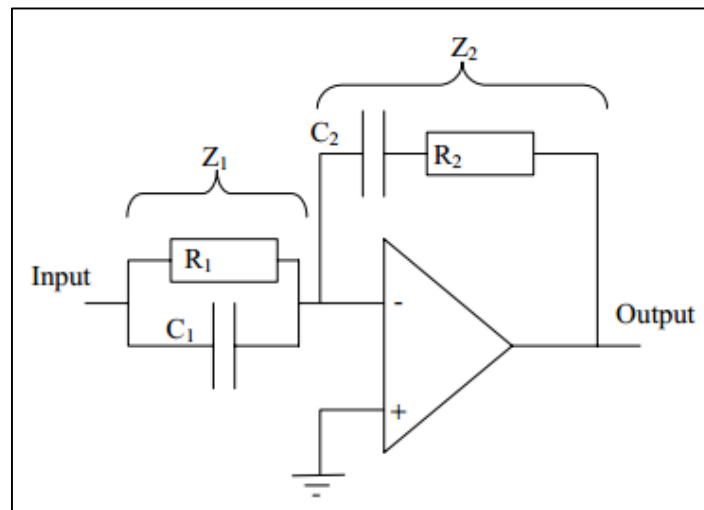 Z₂
C₂
R₂
Z₁
R₁
Input
C₁
-
Output
+